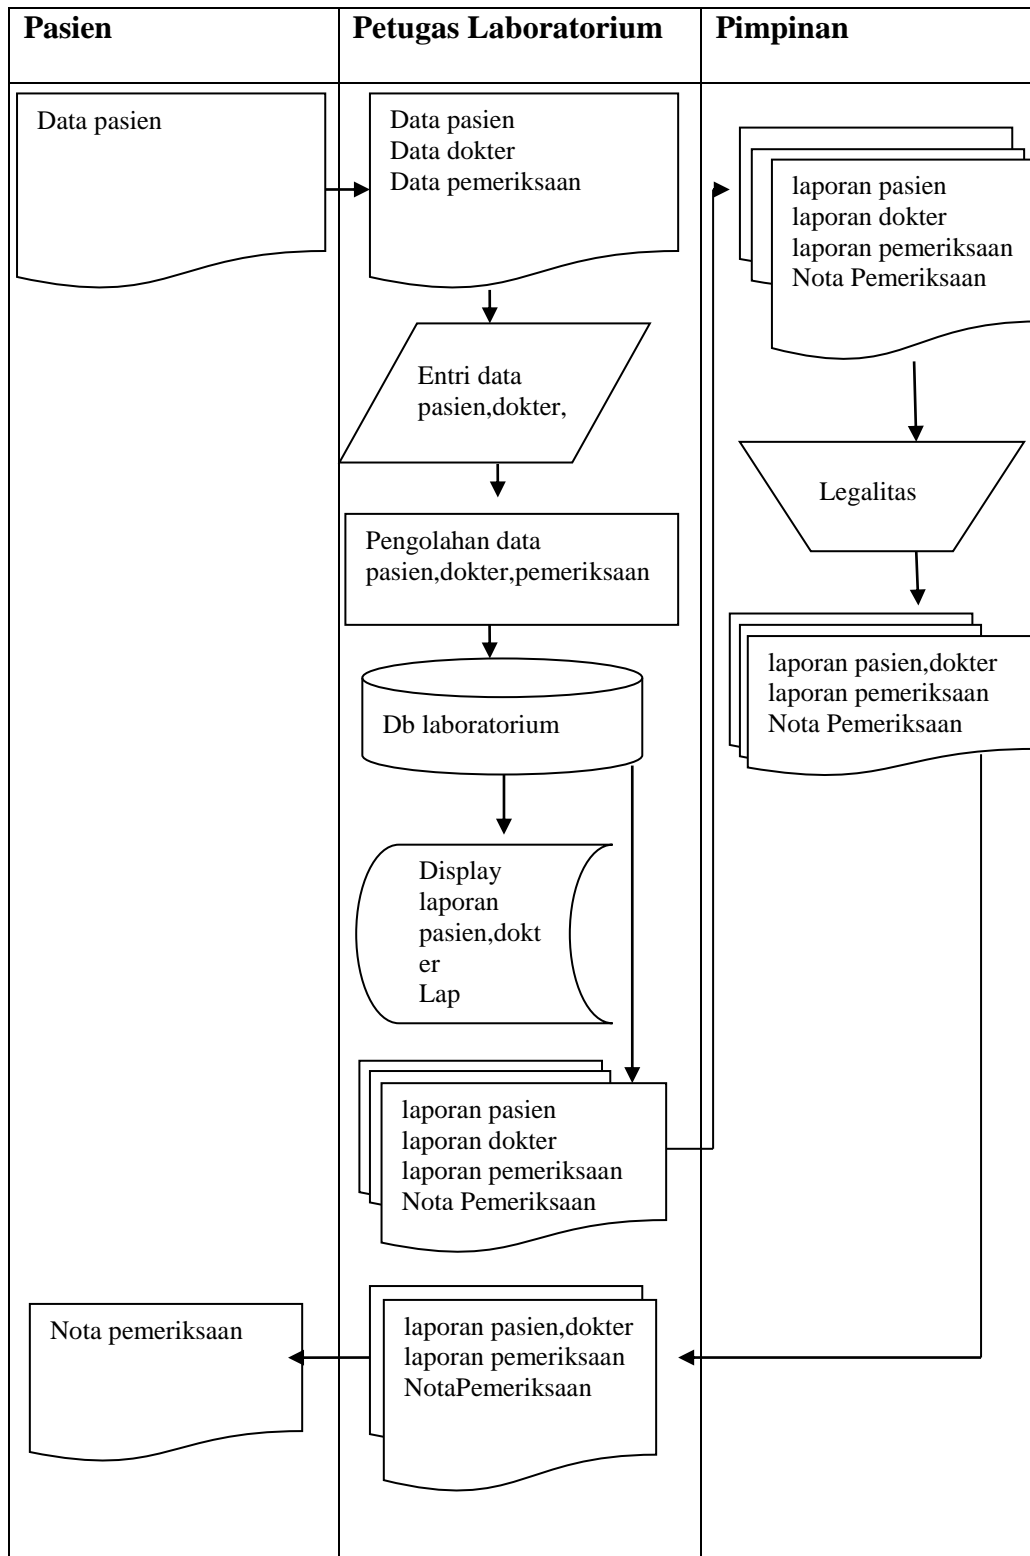 Pasien
Petugas Laboratorium
Pimpinan
Data pasien
Data pasien
Data dokter
Data pemeriksaan
laporan pasien
laporan dokter
laporan pemeriksaan
Nota Pemeriksaan
Entri data
pasien,dokter,
Legalitas
Pengolahan data
pasien,dokter,pemeriksaan
laporan pasien,dokter
laporan pemeriksaan
Nota Pemeriksaan
Db laboratorium
Display
laporan
pasien,dokt
er
Lap
laporan pasien
laporan dokter
laporan pemeriksaan
Nota Pemeriksaan
Nota pemeriksaan
laporan pasien,dokter
laporan pemeriksaan
NotaPemeriksaan